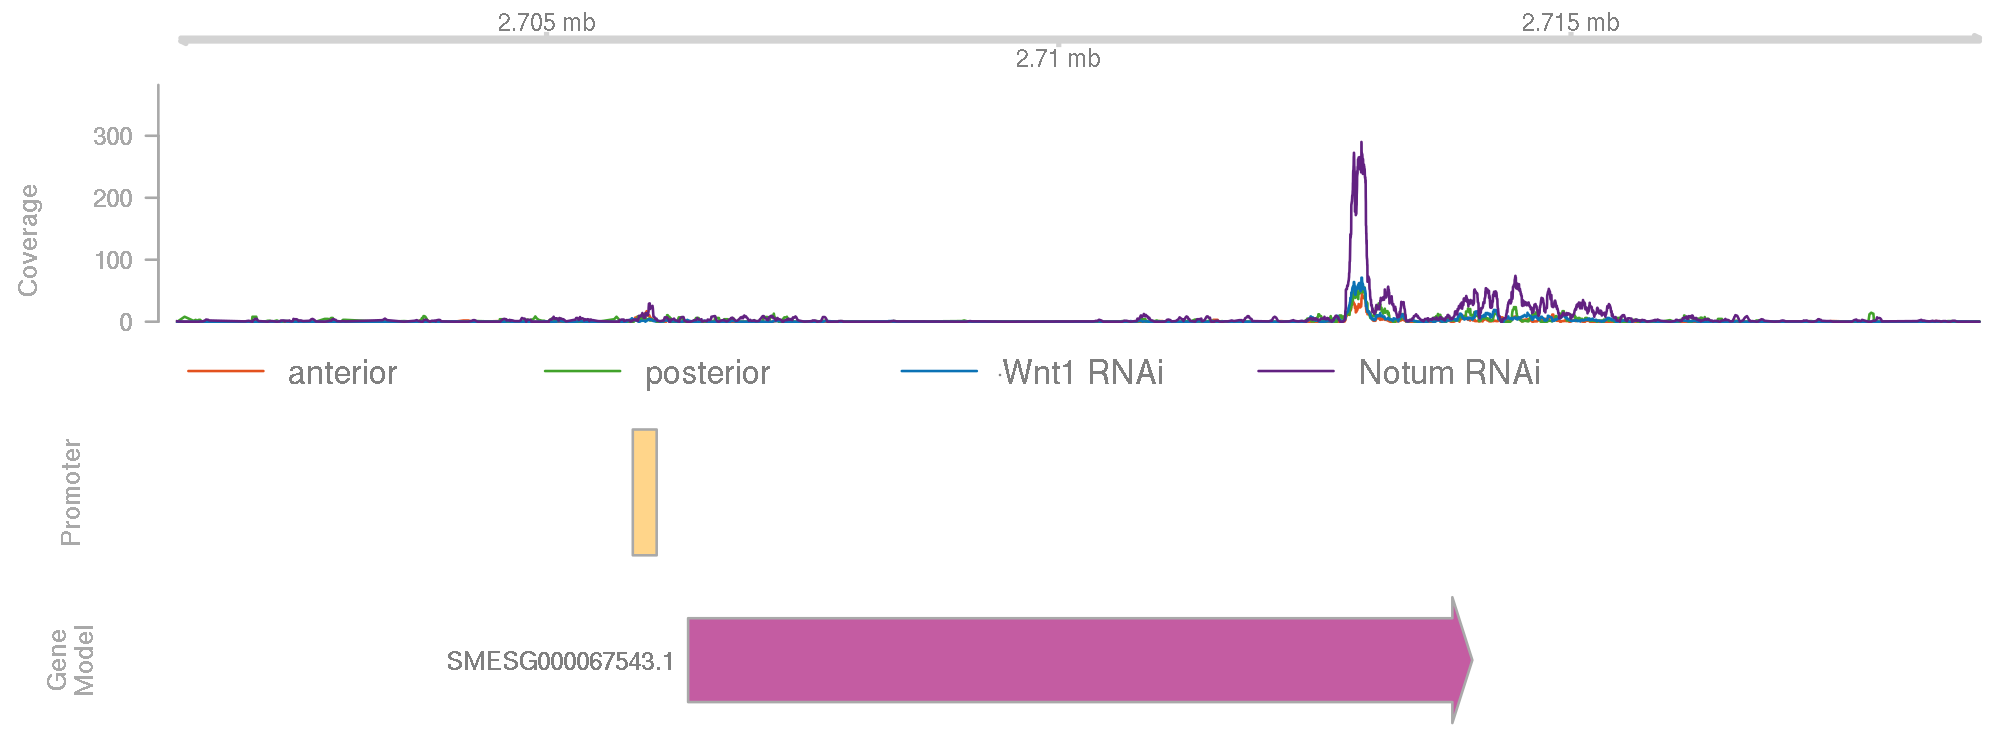 2.705 mb
2.715 mb
2.71 mb
Coverage
300
200
100
0
anterior
posterior
Wnt1 RNAi
Notum RNAi
Promoter
Gene
Model
SMESG000067543.1